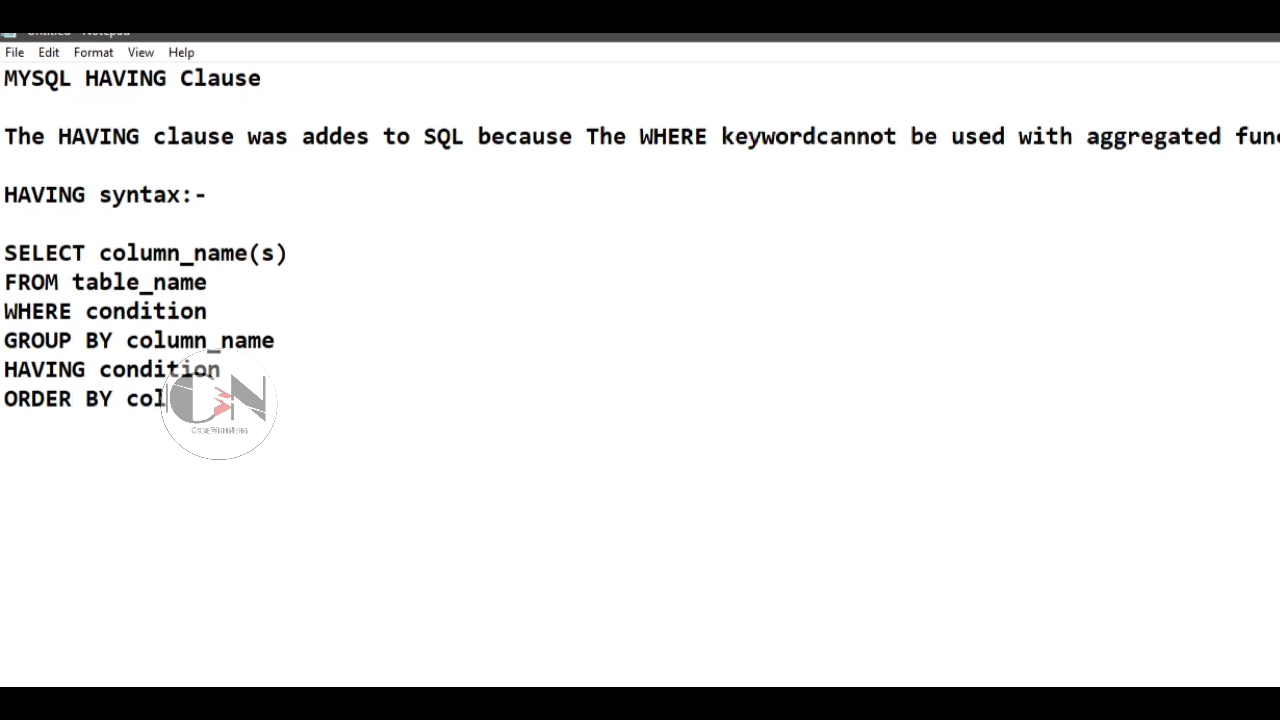 File Edit Format View Help
MYSQL HAVING Clause
The HAVING clause was addes to SQL because The WHERE keywordcannot be used with aggregated func
HAVING syntax:-
SELECT column_name(s)
FROM table_name
WHERE condition
GROUP BY column_name
HAVING condition
ORDER BY col